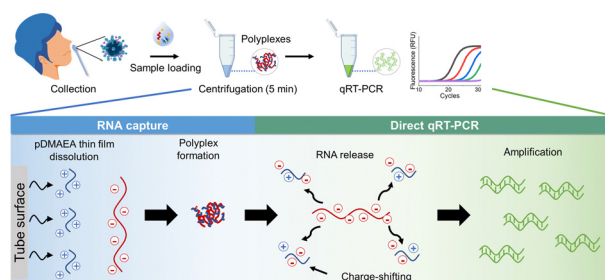 Collection
Sample loading
Polyplexes
Centrifugation (5 min)
qRT-PCR
Fluorescence (RFU)
10
20
30
Cycles
RNA capture
Direct qRT-PCR
pDMAEA thin film
dissolution
Polyplex
formation
RNA release
Amplification
Tube surface
Charge-shifting